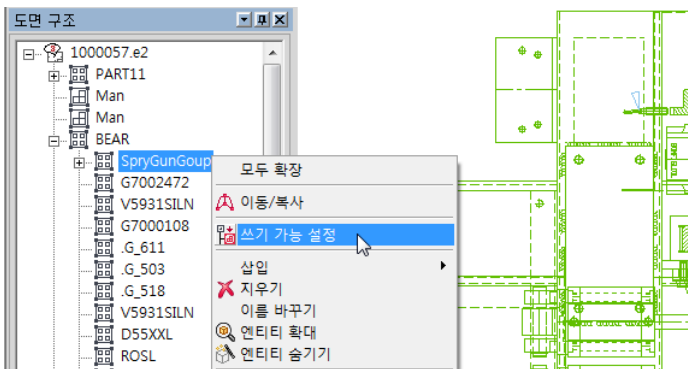 도면 구조
1000057.e2
PART11
Man
Man
BEAR
SpryGunGoup
G7002472
V5931SILN
G7000108
.G_611
.G_503
.G_518
V5931SILN
D55XXL
ROSL
모두 확장
이동/복사
쓰기 가능 설정
삽입
지우기
이름 바꾸기
엔티티 확대
엔티티 숨기기